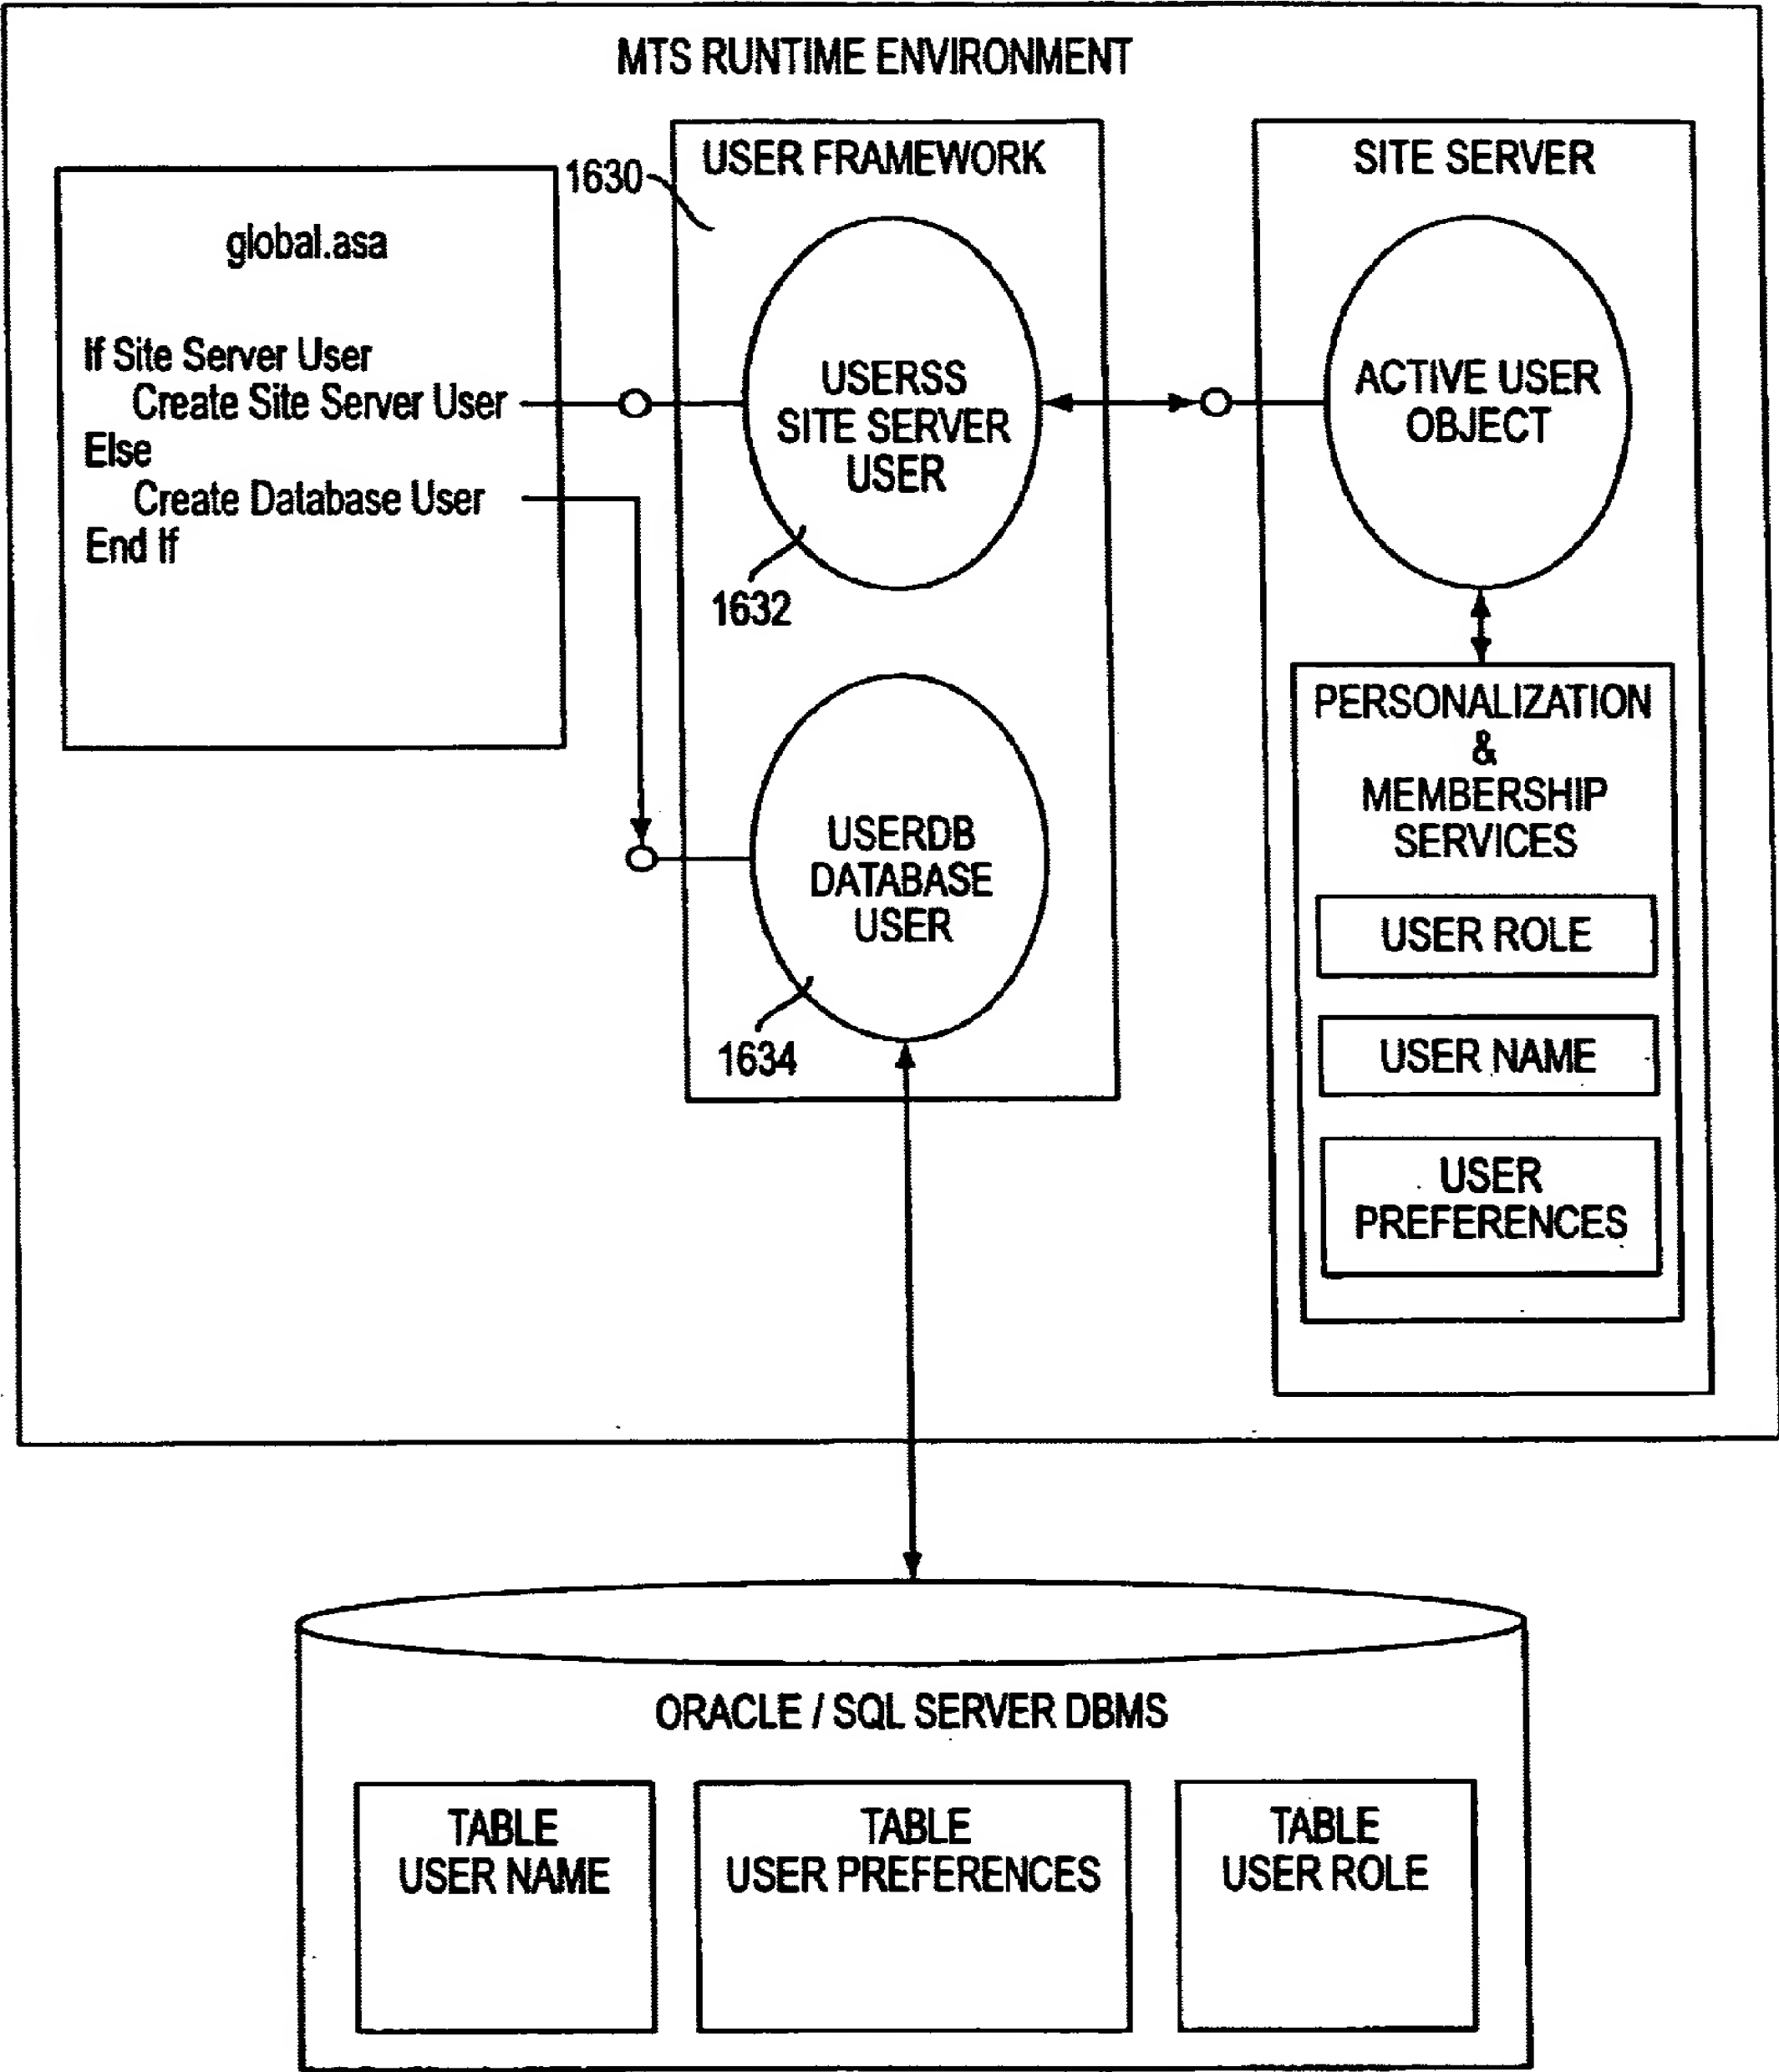 MTS RUNTIME ENVIRONMENT
global.asa
If Site Server User
Create Site Server User
Else
Create Database User
End If
1630
USER FRAMEWORK
USERSS
SITE SERVER
USER
1632
USERDB
DATABASE
USER
1634
SITE SERVER
ACTIVE USER
OBJECT
PERSONALIZATION
&
MEMBERSHIP
SERVICES
USER ROLE
USER NAME
USER
PREFERENCES
ORACLE / SQL SERVER DBMS
TABLE
USER NAME
TABLE
USER PREFERENCES
TABLE
USER ROLE